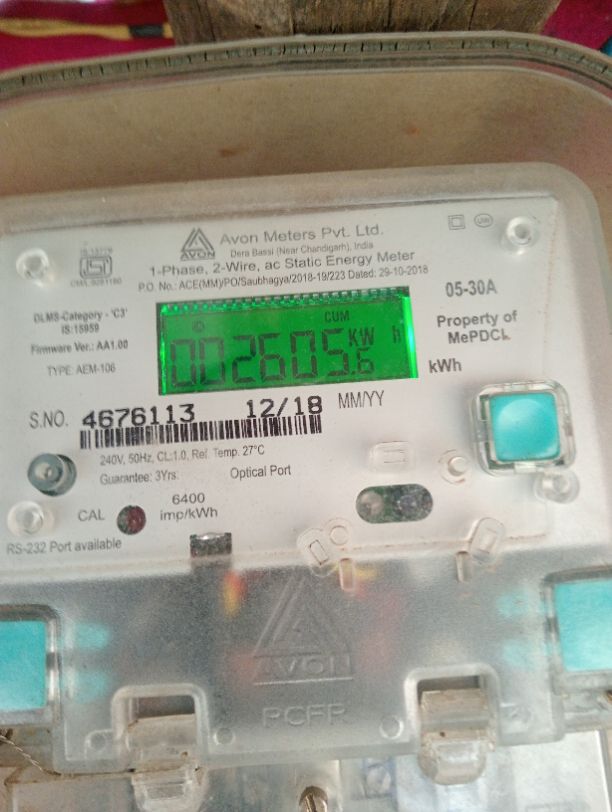 Avon Meters Pvt. Ltd.
AVON
Dera Bassi (Near Chandigarh), India
1-Phase, 2-Wire, ac Static Energy Meter
P.O. No.: ACE(MM)/PO/Saubhagya/2018-19/223 Dated: 29-10-2018
05-30A
DLMS-Category - 'C3'
IS:15959
Firmware Ver.: AA1.00
TYPE: AEM-106
CUM
002605.6 KW h
kWh
Property of
MePDCL
S.NO. 4676113 12/18 MM/YY
240V, 50Hz, CL:1.0, Ref. Temp. 27°C
Guarantee: 3Yrs. Optical Port
CAL 6400
imp/kWh
RS-232 Port available
AVON
PCFR